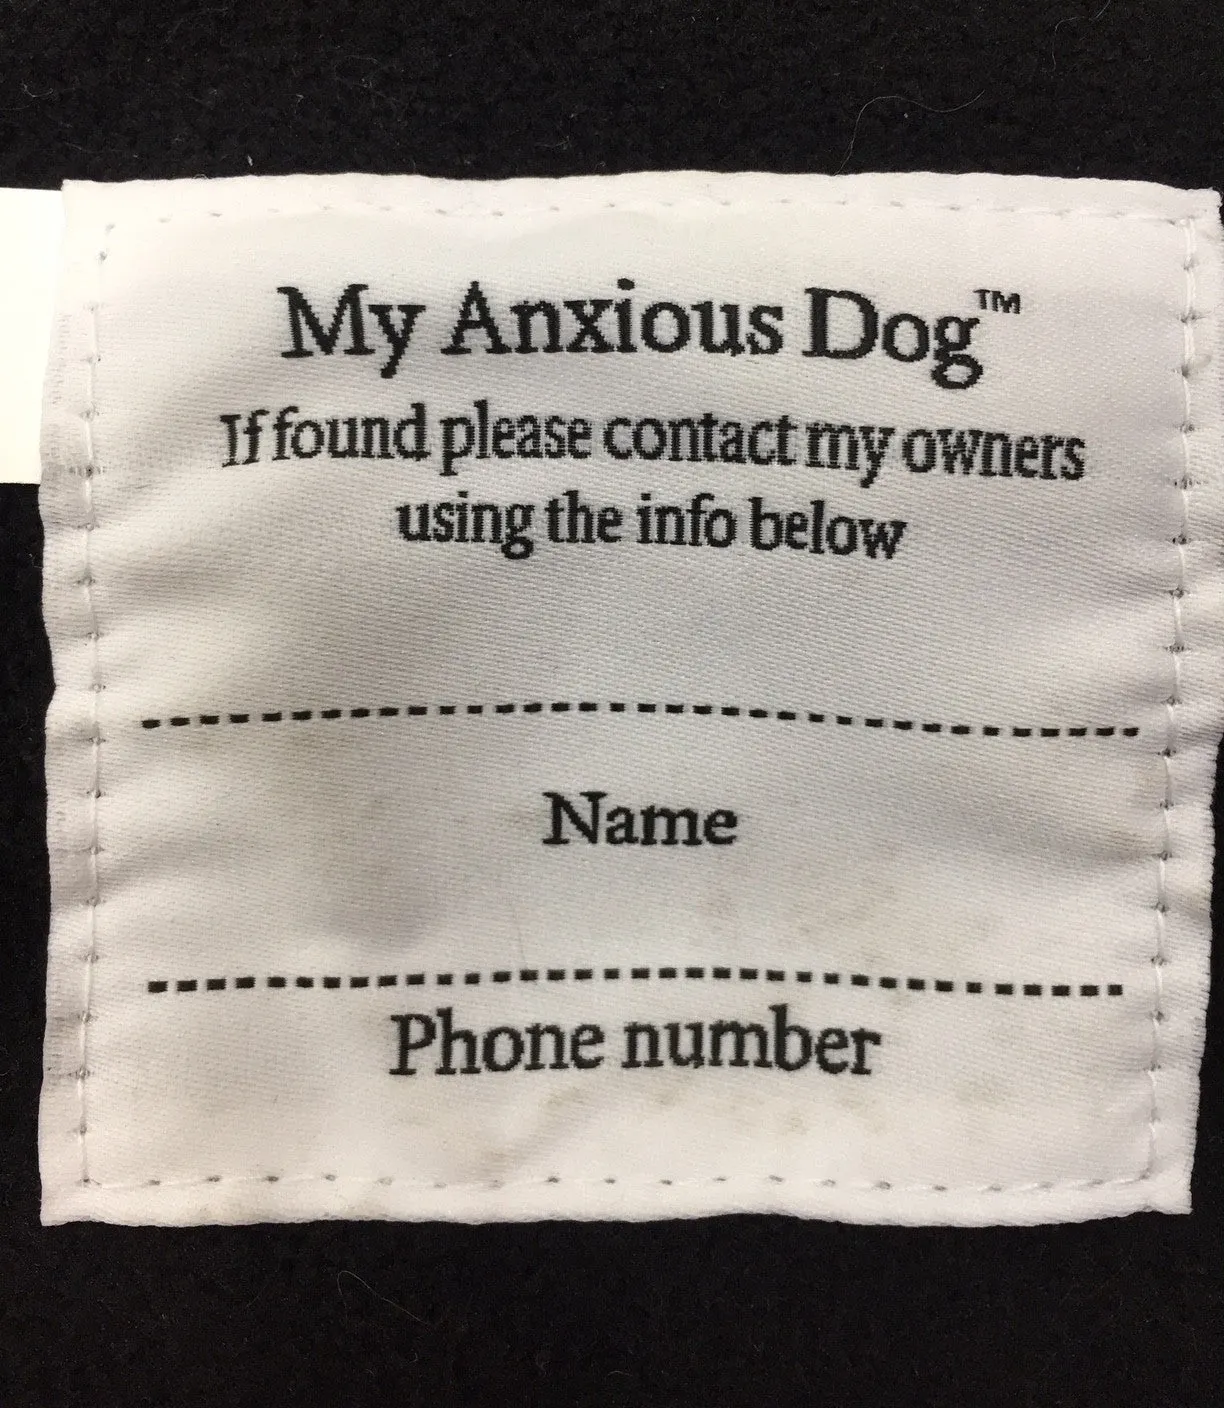 My Anxious Dog™
If found please contact my owners
using the info below
Name
Phone number